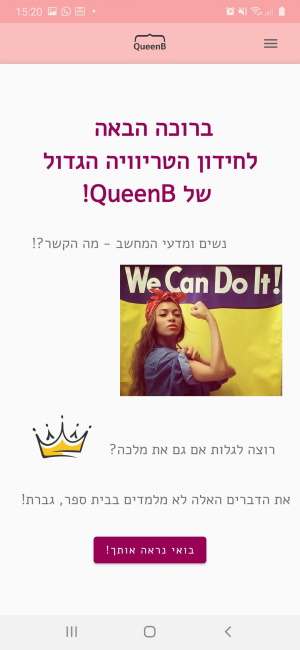 15:20
QueenB
ברוכה הבאה
לחידון הטריוויה הגדול
של QueenB!
נשים ומדעי המחשב - מה הקשר?!
We Can Do It!
רוצה לגלות אם גם את מלכה?
את הדברים האלה לא מלמדים בבית ספר, גברת!
בואי נראה אותך!